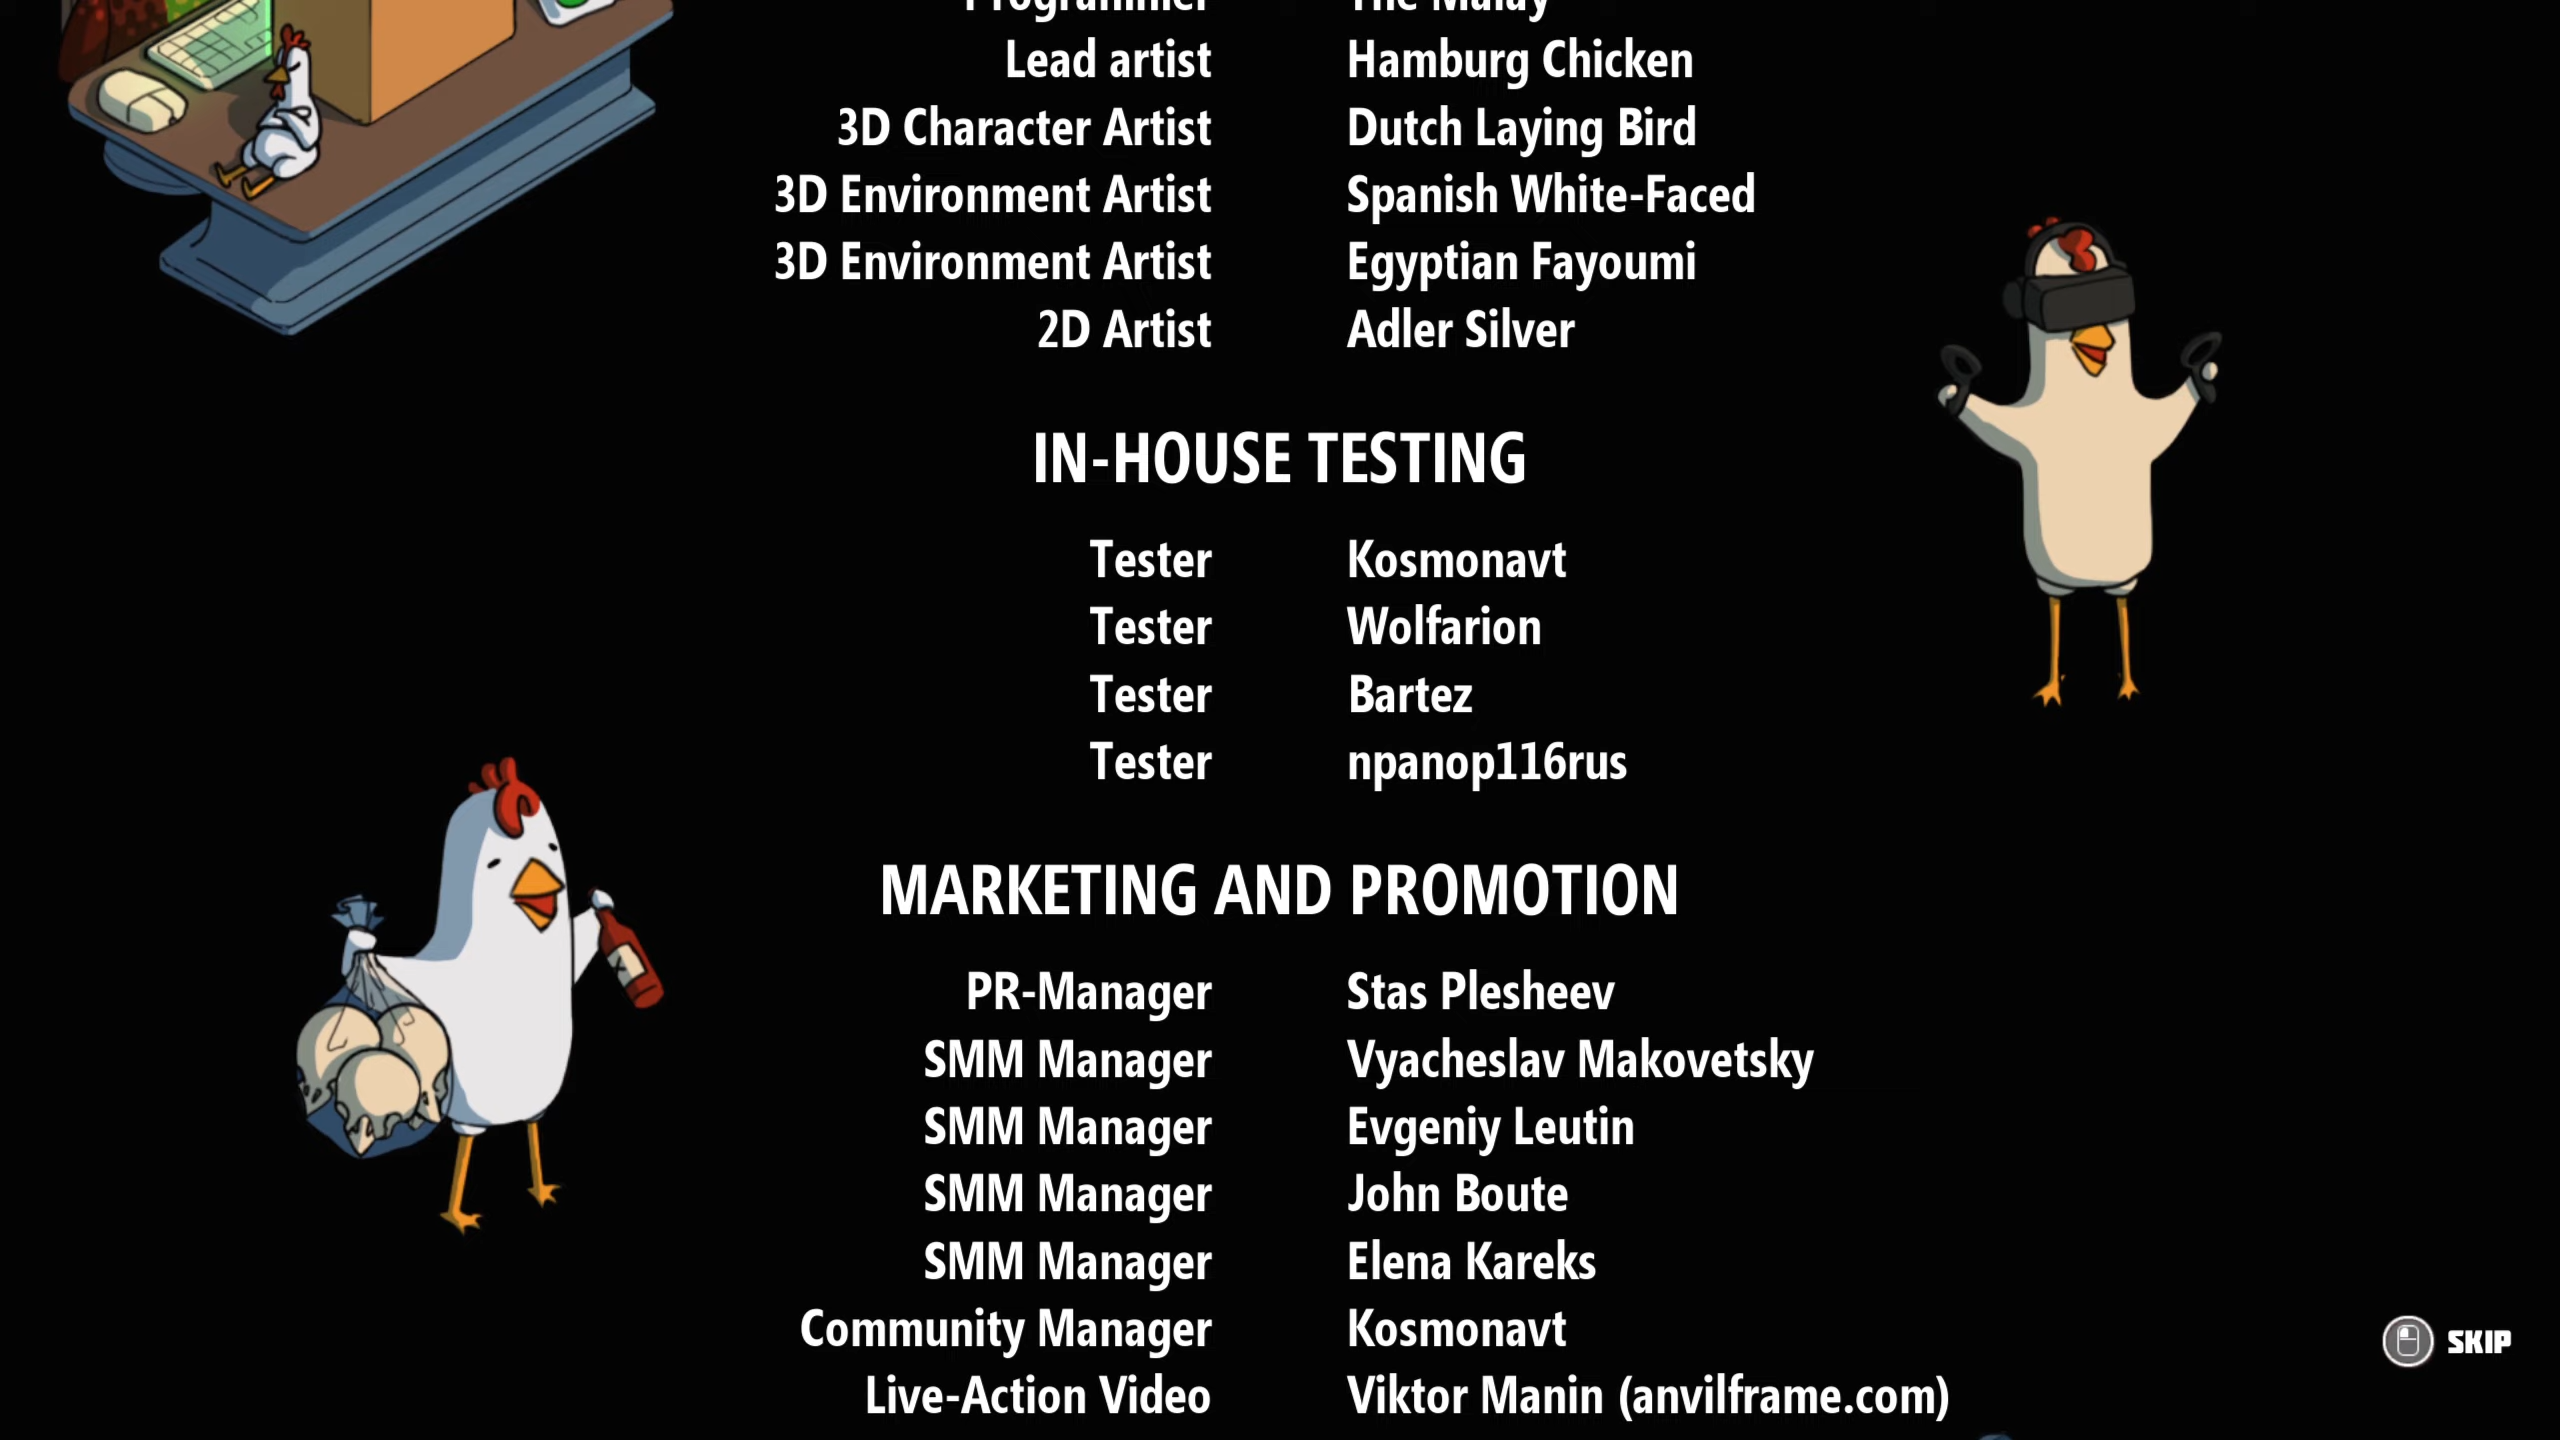 Programmer The Malay
Lead artist Hamburg Chicken
3D Character Artist Dutch Laying Bird
3D Environment Artist Spanish White-Faced
3D Environment Artist Egyptian Fayoumi
2D Artist Adler Silver
IN-HOUSE TESTING
Tester Kosmonavt
Tester Wolfarion
Tester Bartez
Tester npanop116rus
MARKETING AND PROMOTION
PR-Manager Stas Plesheev
SMM Manager Vyacheslav Makovetsky
SMM Manager Evgeniy Leutin
SMM Manager John Boute
SMM Manager Elena Kareks
Community Manager Kosmonavt
Live-Action Video Viktor Manin (anvilframe.com)
SKIP